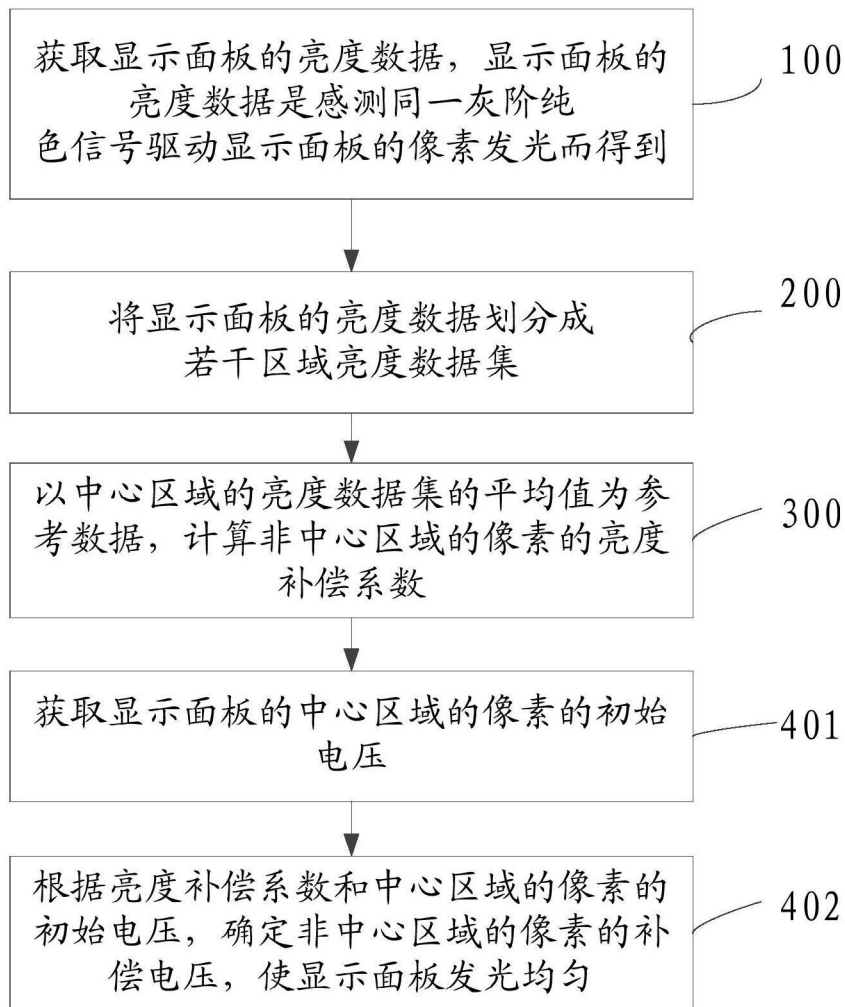 获取显示面板的亮度数据，显示面板的
亮度数据是感测同一灰阶纯
色信号驱动显示面板的像素发光而得到
100
将显示面板的亮度数据划分成
若干区域亮度数据集
200
以中心区域的亮度数据集的平均值为参
考数据，计算非中心区域的像素的亮度
补偿系数
300
获取显示面板的中心区域的像素的初始
电压
401
根据亮度补偿系数和中心区域的像素的
初始电压，确定非中心区域的像素的补
偿电压，使显示面板发光均匀
402